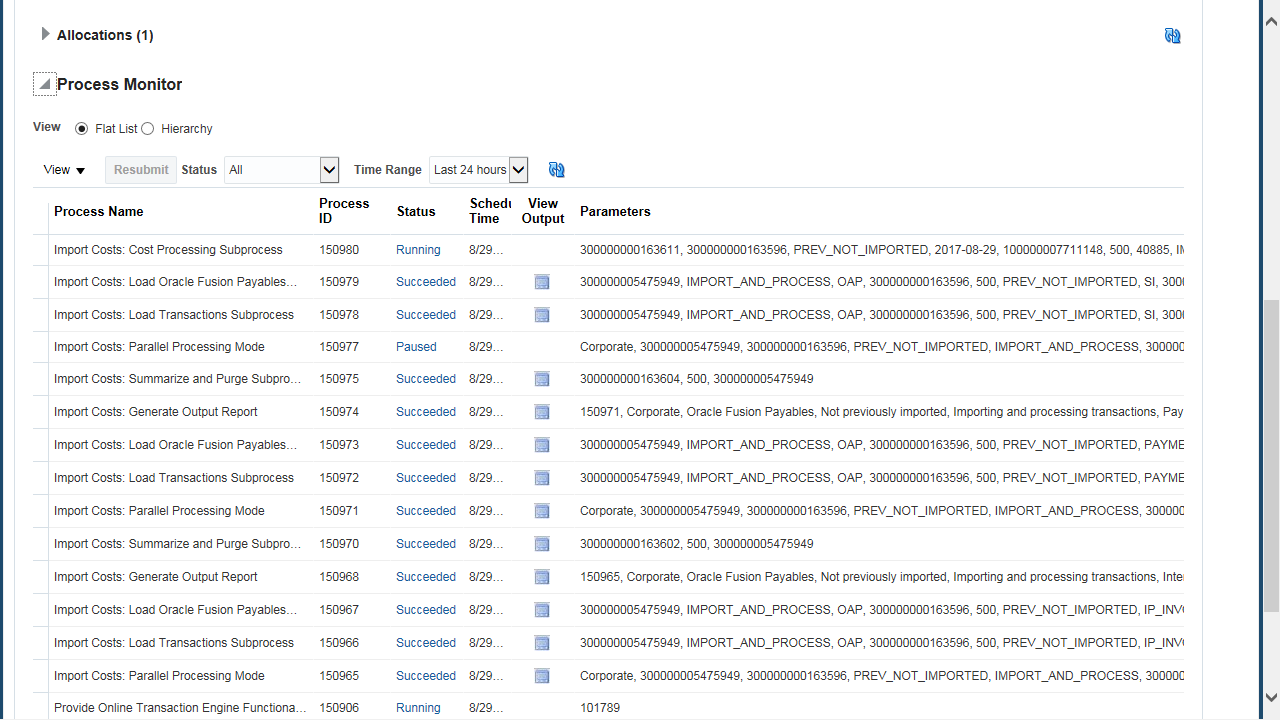 Allocations (1)
Process Monitor
View Flat List Hierarchy
View Resubmit Status All Time Range Last 24 hours
Process Name Process ID Status Schedu Time View Output Parameters
Import Costs: Cost Processing Subprocess 150980 Running 8/29... 300000000163611, 300000000163596, PREV_NOT_IMPORTED, 2017-08-29, 100000007711148, 500, 40885, IM
Import Costs: Load Oracle Fusion Payables... 150979 Succeeded 8/29... 300000005475949, IMPORT_AND_PROCESS, OAP, 300000000163596, 500, PREV_NOT_IMPORTED, SI, 3000
Import Costs: Load Transactions Subprocess 150978 Succeeded 8/29... 300000005475949, IMPORT_AND_PROCESS, OAP, 300000000163596, 500, PREV_NOT_IMPORTED, SI, 3000
Import Costs: Parallel Processing Mode 150977 Paused 8/29... Corporate, 300000005475949, 300000000163596, PREV_NOT_IMPORTED, IMPORT_AND_PROCESS, 300000
Import Costs: Summarize and Purge Subpro... 150975 Succeeded 8/29... 300000000163604, 500, 300000005475949
Import Costs: Generate Output Report 150974 Succeeded 8/29... 150971, Corporate, Oracle Fusion Payables, Not previously imported, Importing and processing transactions, Pay
Import Costs: Load Oracle Fusion Payables... 150973 Succeeded 8/29... 300000005475949, IMPORT_AND_PROCESS, OAP, 300000000163596, 500, PREV_NOT_IMPORTED, PAYME
Import Costs: Load Transactions Subprocess 150972 Succeeded 8/29... 300000005475949, IMPORT_AND_PROCESS, OAP, 300000000163596, 500, PREV_NOT_IMPORTED, PAYME
Import Costs: Parallel Processing Mode 150971 Succeeded 8/29... Corporate, 300000005475949, 300000000163596, PREV_NOT_IMPORTED, IMPORT_AND_PROCESS, 300000
Import Costs: Summarize and Purge Subpro... 150970 Succeeded 8/29... 300000000163602, 500, 300000005475949
Import Costs: Generate Output Report 150968 Succeeded 8/29... 150965, Corporate, Oracle Fusion Payables, Not previously imported, Importing and processing transactions, Inte
Import Costs: Load Oracle Fusion Payables... 150967 Succeeded 8/29... 300000005475949, IMPORT_AND_PROCESS, OAP, 300000000163596, 500, PREV_NOT_IMPORTED, IP_INVO
Import Costs: Load Transactions Subprocess 150966 Succeeded 8/29... 300000005475949, IMPORT_AND_PROCESS, OAP, 300000000163596, 500, PREV_NOT_IMPORTED, IP_INVO
Import Costs: Parallel Processing Mode 150965 Succeeded 8/29... Corporate, 300000005475949, 300000000163596, PREV_NOT_IMPORTED, IMPORT_AND_PROCESS, 300000
Provide Online Transaction Engine Functiona... 150906 Running 8/29... 101789